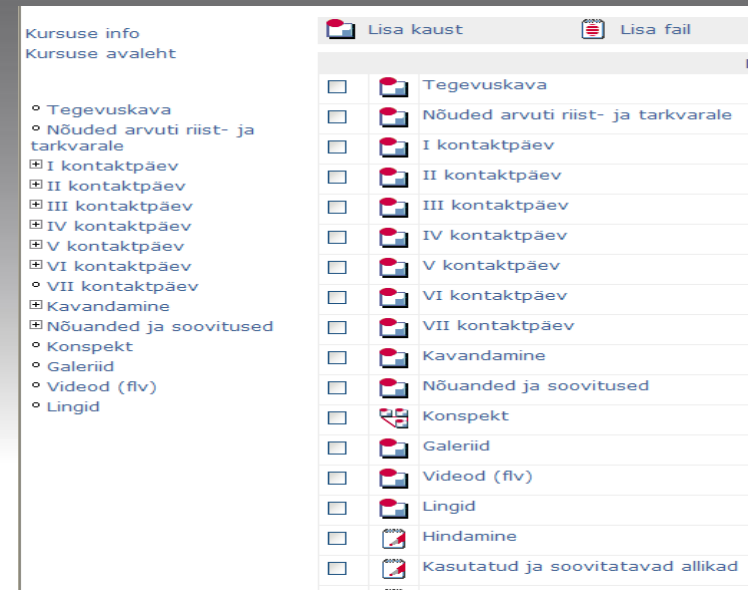 Kursuse info
Kursuse avaleht
Tegevuskava
Nõuded arvuti riist- ja
tarkvarale
I kontaktpäev
II kontaktpäev
III kontaktpäev
IV kontaktpäev
V kontaktpäev
VI kontaktpäev
VII kontaktpäev
Kavandamine
Nõuanded ja soovitused
Konspekt
Galeriid
Videod (flv)
Lingid
Lisa kaust
Lisa fail
Tegevuskava
Nõuded arvuti riist- ja tarkvarale
I kontaktpäev
II kontaktpäev
III kontaktpäev
IV kontaktpäev
V kontaktpäev
VI kontaktpäev
VII kontaktpäev
Kavandamine
Nõuanded ja soovitused
Konspekt
Galeriid
Videod (flv)
Lingid
Hindamine
Kasutatud ja soovitatavad allikad